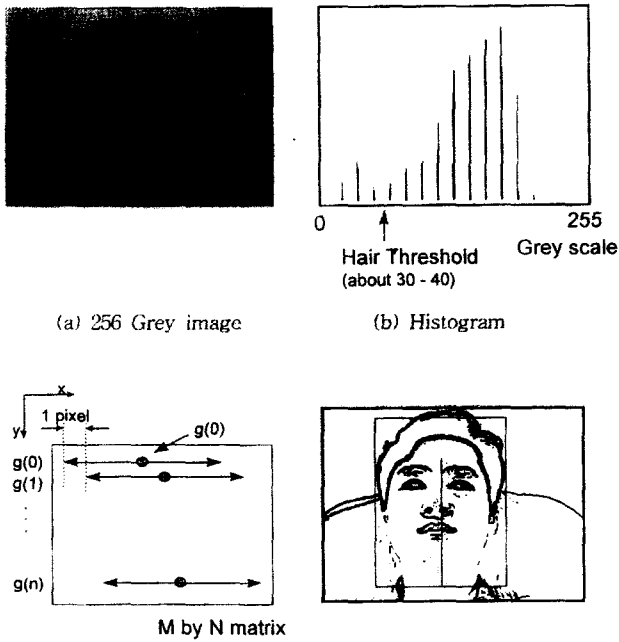 0
255
Grey scale
Hair Threshold
(about 30 - 40)
(a) 256 Grey image
(b) Histogram
x
1 pixel
y
g(0)
g(0)
g(1)
g(n)
M by N matrix